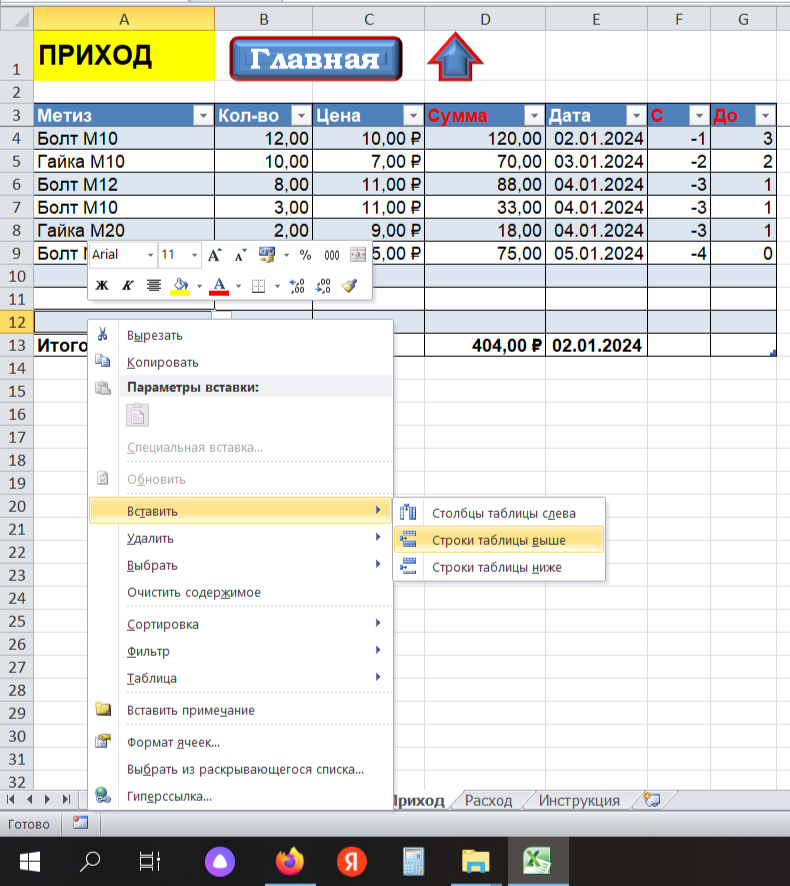 A B C D E F G
1 ПРИХОД Главная
2
3 Метиз Кол-во Цена Сумма Дата С До
4 Болт М10 12,00 10,00 ₽ 120,00 02.01.2024 -1 3
5 Гайка М10 10,00 7,00 ₽ 70,00 03.01.2024 -2 2
6 Болт М12 8,00 11,00 ₽ 88,00 04.01.2024 -3 1
7 Болт М10 3,00 11,00 ₽ 33,00 04.01.2024 -3 1
8 Гайка М20 2,00 9,00 ₽ 18,00 04.01.2024 -3 1
9 Болт 5,00 ₽ 75,00 05.01.2024 -4 0
Arial 11 А А % 000
10
Ж К А ,00 ,00
11
12
13 Итого 404,00 ₽ 02.01.2024
Вырезать
14
Копировать
15
Параметры вставки:
16
17
18
Специальная вставка...
19
Обновить
20
Вставить Столбцы таблицы слева
21
Удалить Строки таблицы выше
22
Выбрать Строки таблицы ниже
23
24
Очистить содержимое
25
Сортировка
26
Фильтр
27
Таблица
28
29
Вставить примечание
30
Формат ячеек...
31
Выбрать из раскрывающегося списка...
32
Гиперссылка...
Приход Расход Инструкция
Готово
Я